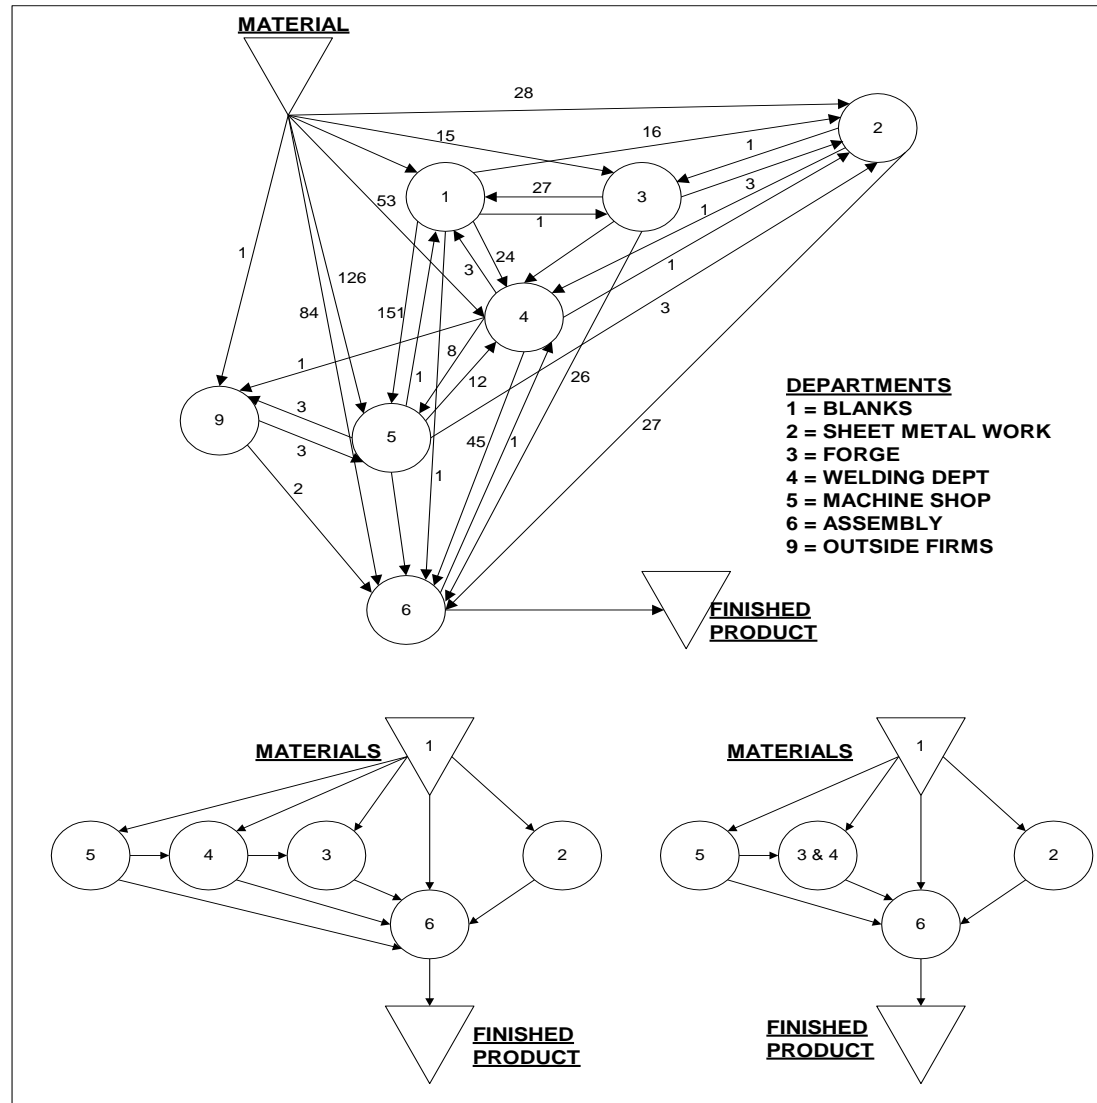 MATERIAL
28
2
15
16
1
27
3
1
3
53
1
1
24
3
1
1
126
4
84
151
3
8
1
12
26
1
DEPARTMENTS
1 = BLANKS
2 = SHEET METAL WORK
3 = FORGE
4 = WELDING DEPT
5 = MACHINE SHOP
6 = ASSEMBLY
9 = OUTSIDE FIRMS
9
3
5
3
27
45
1
1
2
6
FINISHED
PRODUCT
MATERIALS
1
5
4
3
2
6
FINISHED
PRODUCT
MATERIALS
1
5
3 & 4
2
6
FINISHED
PRODUCT